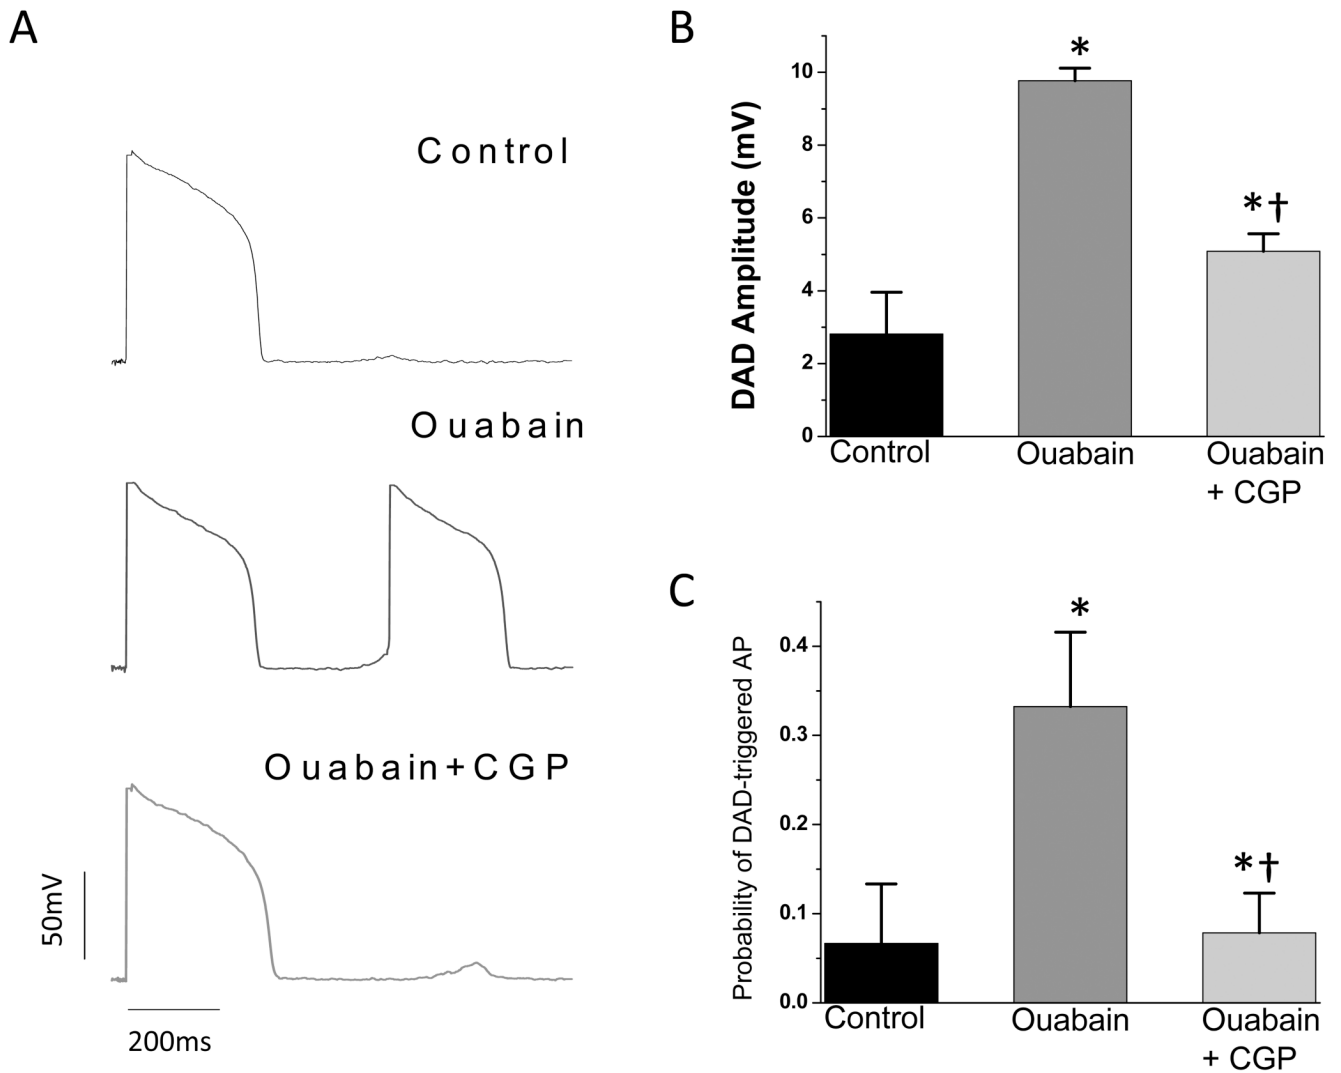 A
Control
Ouabain
Ouabain+CGP
50mV
200ms
B
DAD Amplitude (mV)
10
8
6
4
2
0
*
*†
Control
Ouabain
Ouabain
+ CGP
C
Probability of DAD-triggered AP
0.4
0.3
0.2
0.1
0.0
*
*†
Control
Ouabain
Ouabain
+ CGP